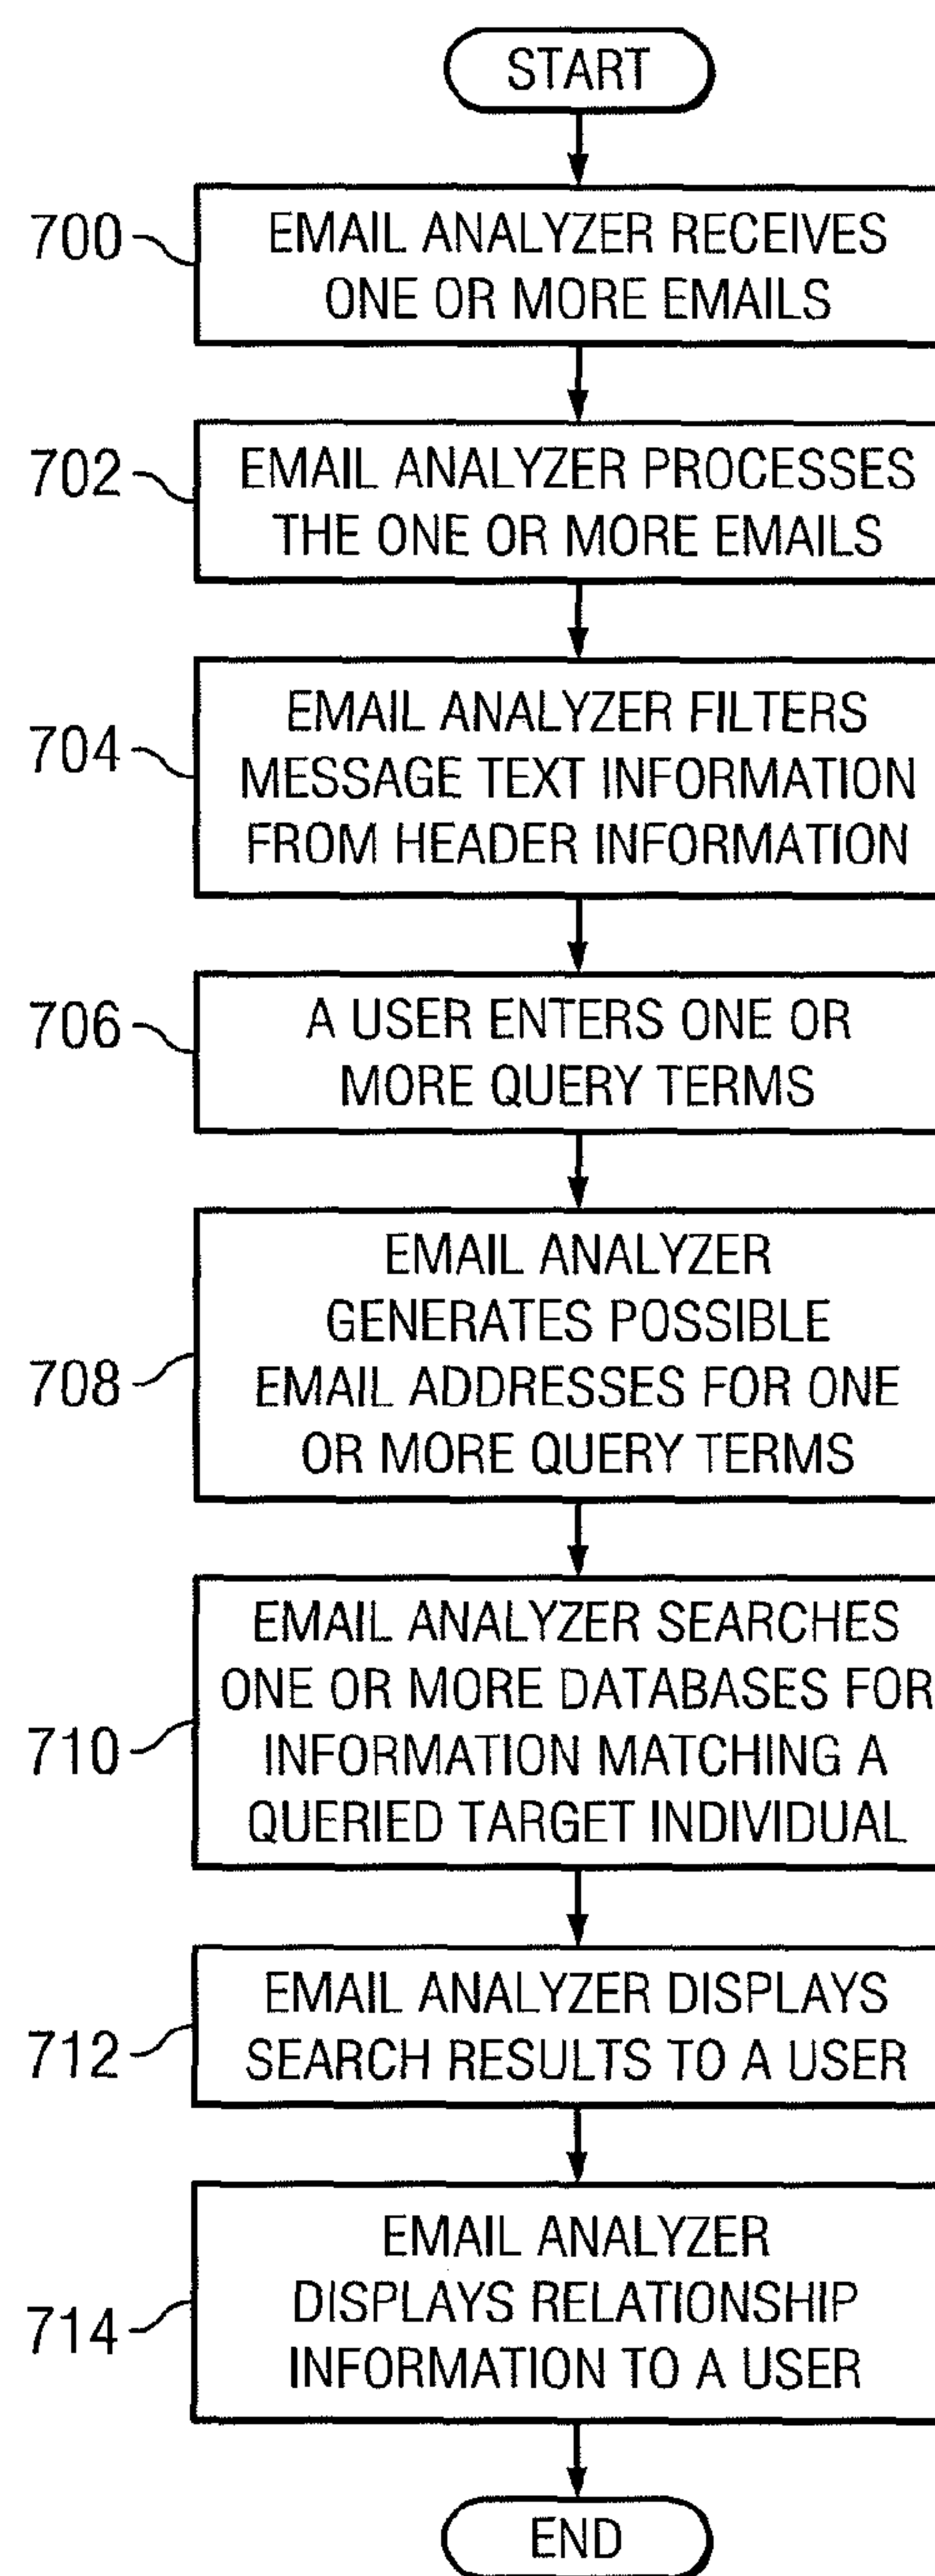 START
700
EMAIL ANALYZER RECEIVES
ONE OR MORE EMAILS
702
EMAIL ANALYZER PROCESSES
THE ONE OR MORE EMAILS
704
EMAIL ANALYZER FILTERS
MESSAGE TEXT INFORMATION
FROM HEADER INFORMATION
706
A USER ENTERS ONE OR
MORE QUERY TERMS
708
EMAIL ANALYZER
GENERATES POSSIBLE
EMAIL ADDRESSES FOR ONE
OR MORE QUERY TERMS
710
EMAIL ANALYZER SEARCHES
ONE OR MORE DATABASES FOR
INFORMATION MATCHING A
QUERIED TARGET INDIVIDUAL
712
EMAIL ANALYZER DISPLAYS
SEARCH RESULTS TO A USER
714
EMAIL ANALYZER
DISPLAYS RELATIONSHIP
INFORMATION TO A USER
END